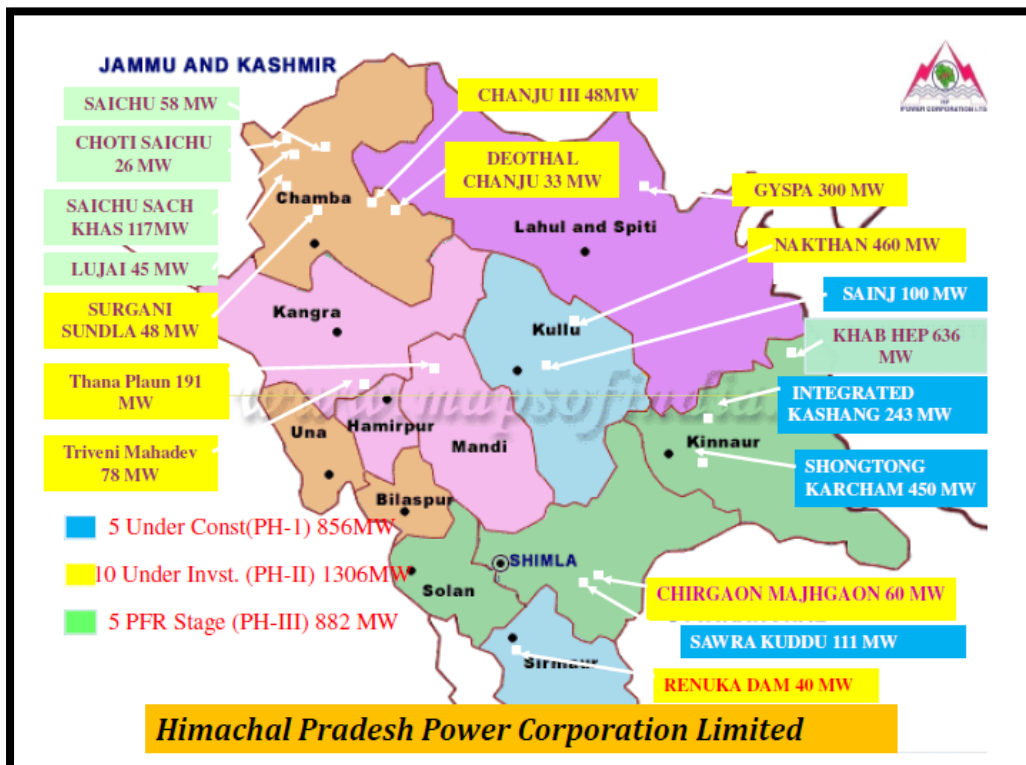 JAMMU AND KASHMIR
SAICHU 58 MW
CHOTI SAICHU
26 MW
SAICHU SACH
KHAS 117MW
LUJAI 45 MW
SURGANI
SUNDLA 48 MW
Thana Plaun 191
MW
Triveni Mahadev
78 MW
CHANJU III 48MW
DEOTHAL
CHANJU 33 MW
POWER CORPORATION LTD
GYSPA 300 MW
NAKTHAN 460 MW
SAINJ 100 MW
KHAB HEP 636
MW
INTEGRATED
KASHANG 243 MW
SHONGTONG
KARCHAM 450 MW
CHIRGAON MAJHGAON 60 MW
SAWRA KUDDU 111 MW
RENUKA DAM 40 MW
Chamba
Lahul and Spiti
Kangra
Kullu
Una
Hamirpur
Mandi
Kinnaur
Bilaspur
SHIMLA
Solan
Sirmaur
5 Under Const(PH-1) 856MW
10 Under Invst. (PH-II) 1306MW
5 PFR Stage (PH-III) 882 MW
Himachal Pradesh Power Corporation Limited